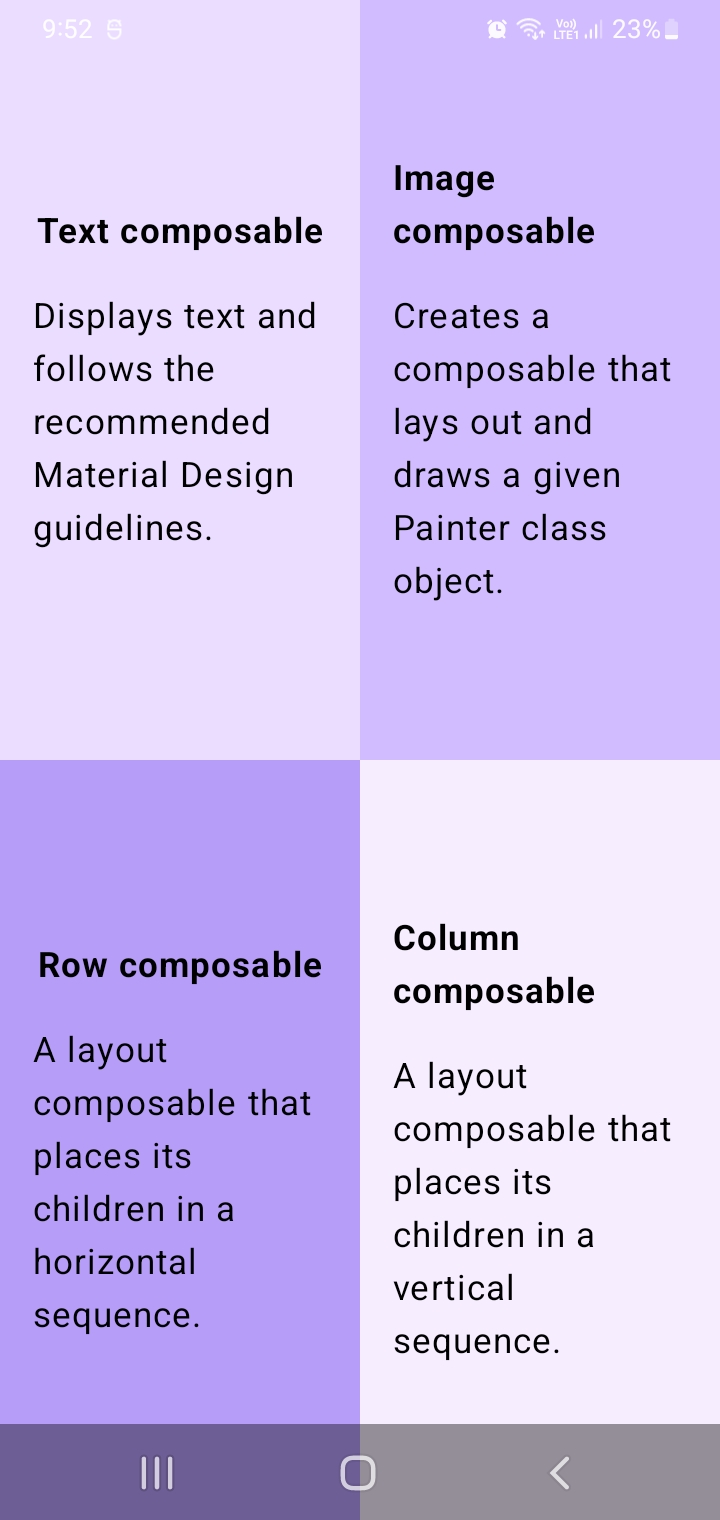 9:52
Vo)) LTE1 23%
Text composable
Displays text and
follows the
recommended
Material Design
guidelines.
Image
composable
Creates a
composable that
lays out and
draws a given
Painter class
object.
Row composable
A layout
composable that
places its
children in a
horizontal
sequence.
Column
composable
A layout
composable that
places its
children in a
vertical
sequence.